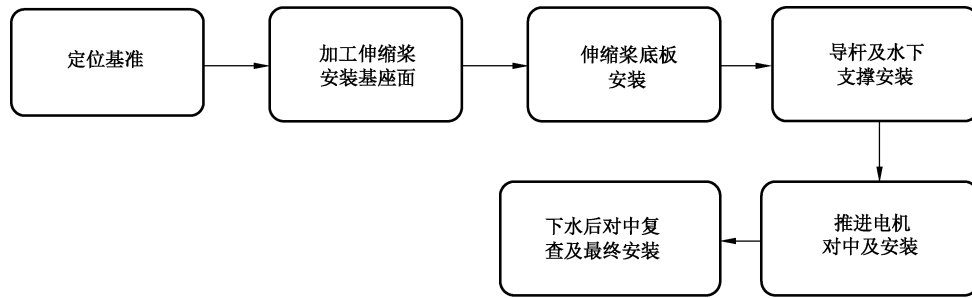 定位基准
加工伸缩桨
安装基座面
伸缩桨底板
安装
导杆及水下
支撑安装
推进电机
对中及安装
下水后对中复
查及最终安装